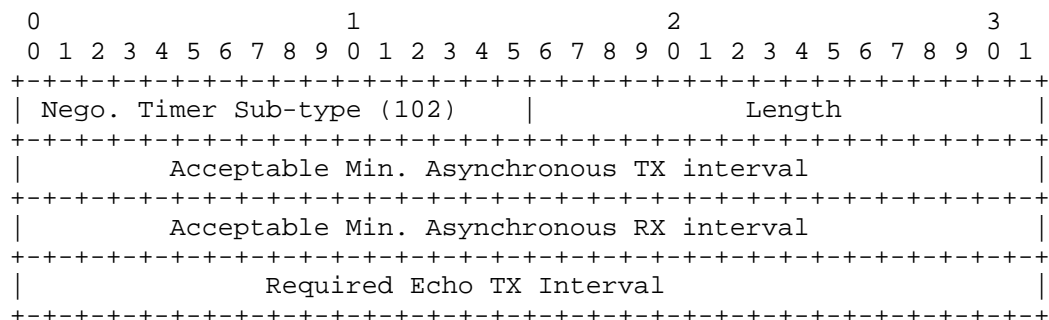 0                   1                   2                   3
 0 1 2 3 4 5 6 7 8 9 0 1 2 3 4 5 6 7 8 9 0 1 2 3 4 5 6 7 8 9 0 1
+-+-+-+-+-+-+-+-+-+-+-+-+-+-+-+-+-+-+-+-+-+-+-+-+-+-+-+-+-+-+-+-+
| Nego. Timer Sub-type (102)    |             Length            |
+-+-+-+-+-+-+-+-+-+-+-+-+-+-+-+-+-+-+-+-+-+-+-+-+-+-+-+-+-+-+-+-+
|         Acceptable Min. Asynchronous TX interval              |
+-+-+-+-+-+-+-+-+-+-+-+-+-+-+-+-+-+-+-+-+-+-+-+-+-+-+-+-+-+-+-+-+
|         Acceptable Min. Asynchronous RX interval              |
+-+-+-+-+-+-+-+-+-+-+-+-+-+-+-+-+-+-+-+-+-+-+-+-+-+-+-+-+-+-+-+-+
|               Required Echo TX Interval                       |
+-+-+-+-+-+-+-+-+-+-+-+-+-+-+-+-+-+-+-+-+-+-+-+-+-+-+-+-+-+-+-+-+